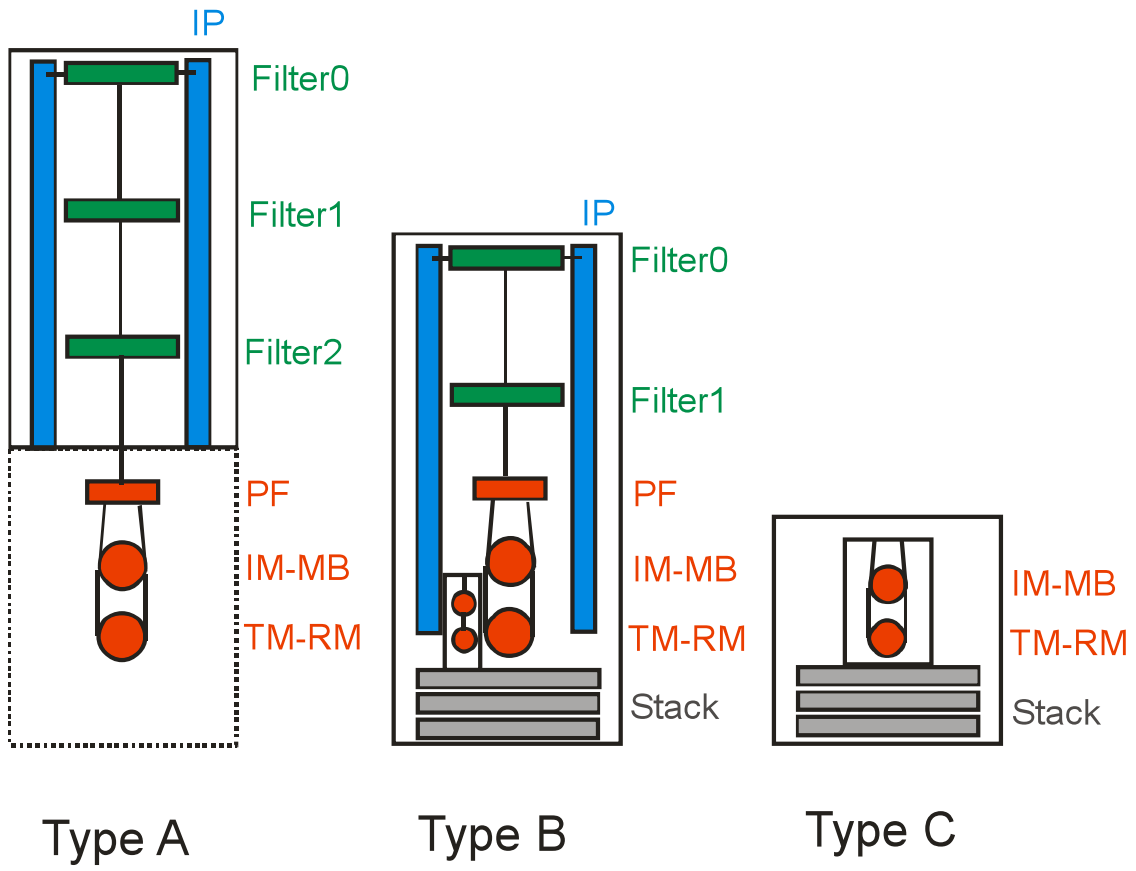 IP
Filter0
Filter1
Filter2
PF
IM-MB
TM-RM
Type A
IP
Filter0
Filter1
PF
IM-MB
TM-RM
Stack
Type B
IM-MB
TM-RM
Stack
Type C